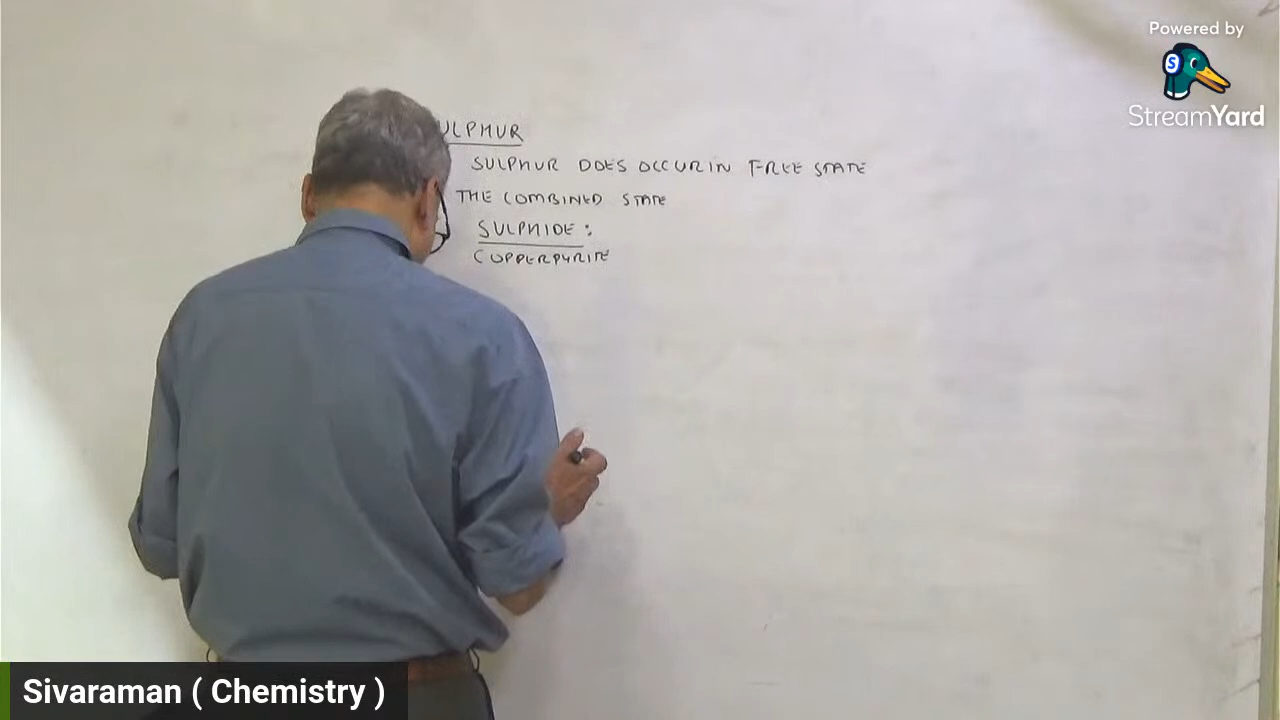 Powered by
StreamYard
ULPHUR
SULPHUR DOES OCCUR IN FREE STATE
THE COMBINED STATE
SULPHIDE:
COPPERPYRITE
Sivaraman ( Chemistry )